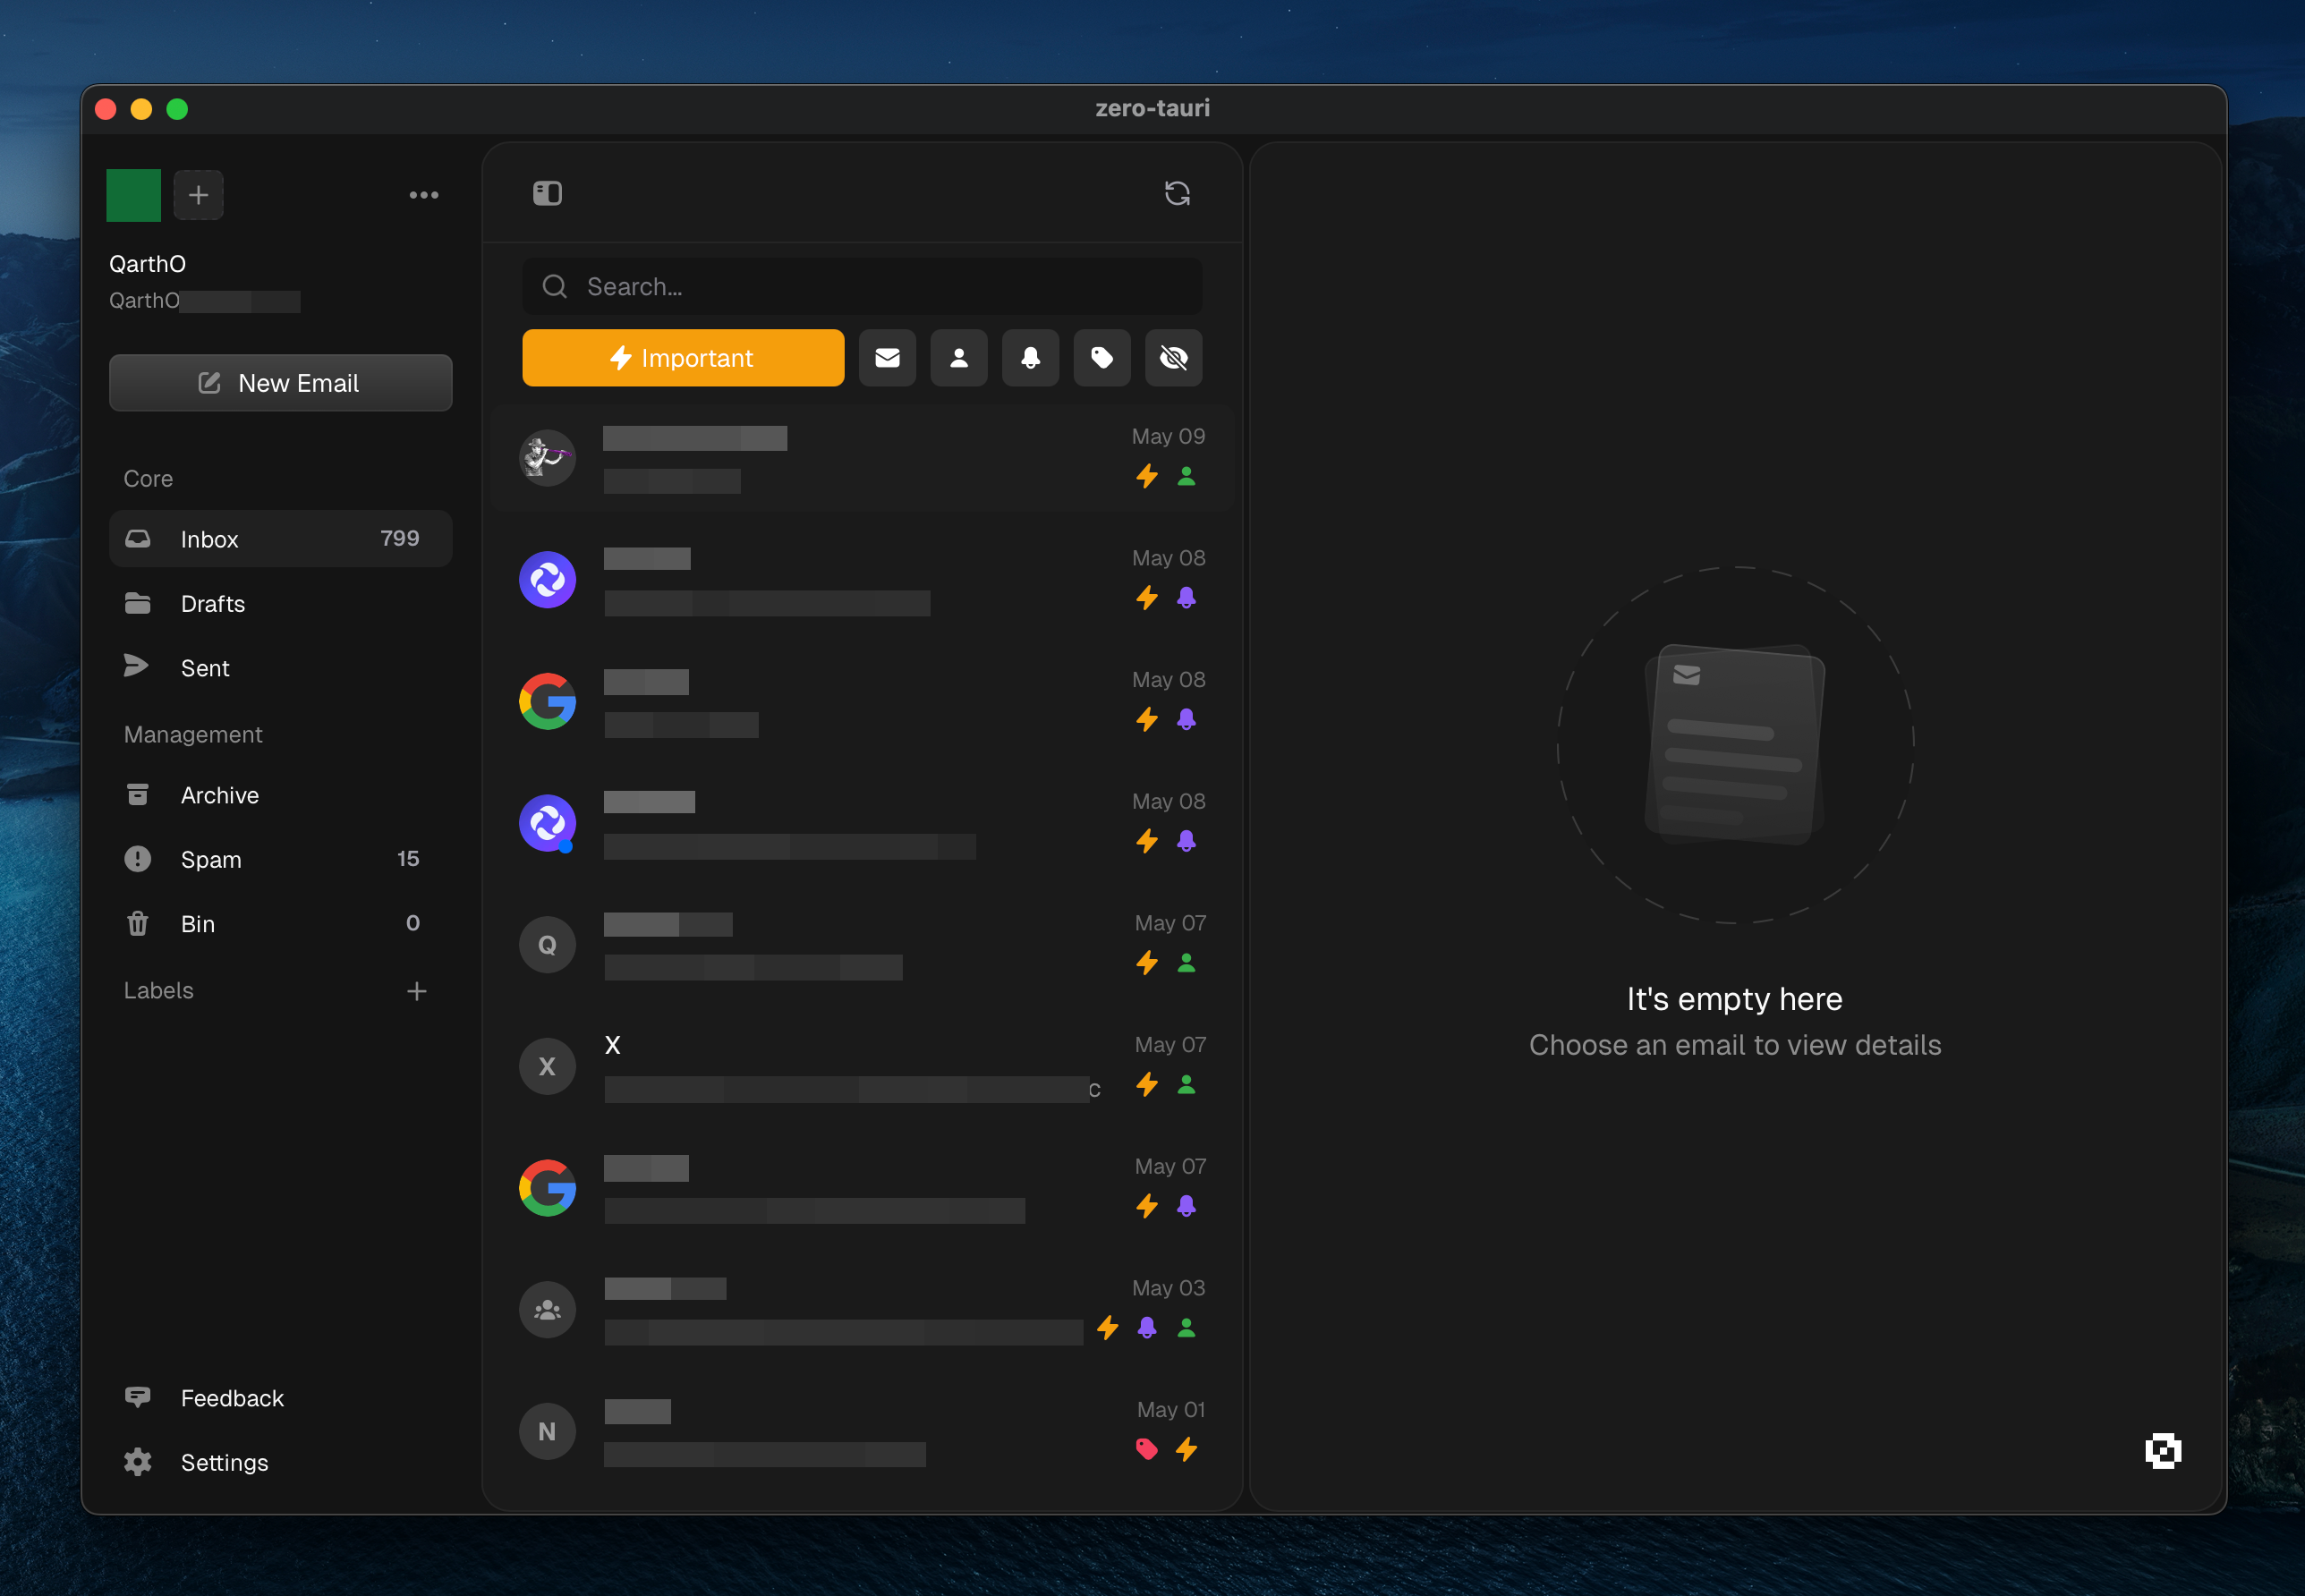 zero-tauri
QarthO
QarthO
New Email
Core
Inbox 799
Drafts
Sent
Management
Archive
Spam 15
Bin 0
Labels
Feedback
Settings
Search...
Important
May 09
May 08
May 08
May 08
Q
May 07
X
X
May 07
c
May 07
May 03
N
May 01
It's empty here
Choose an email to view details